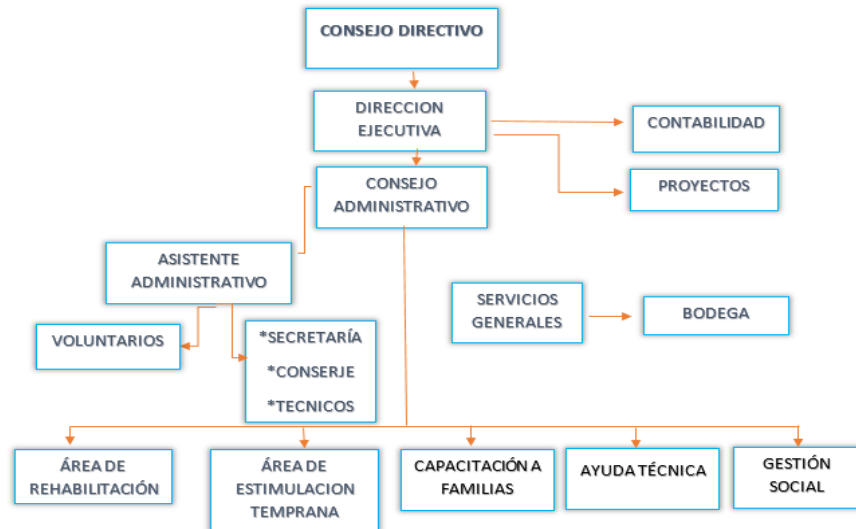 CONSEJO DIRECTIVO
DIRECCION
EJECUTIVA
CONTABILIDAD
CONSEJO
ADMINISTRATIVO
PROYECTOS
ASISTENTE
ADMINISTRATIVO
SERVICIOS
GENERALES
BODEGA
VOLUNTARIOS
*SECRETARÍA
*CONSERJE
*TECNICOS
ÁREA DE
REHABILITACIÓN
ÁREA DE
ESTIMULACION
TEMPRANA
CAPACITACIÓN A
FAMILIAS
AYUDA TÉCNICA
GESTIÓN
SOCIAL